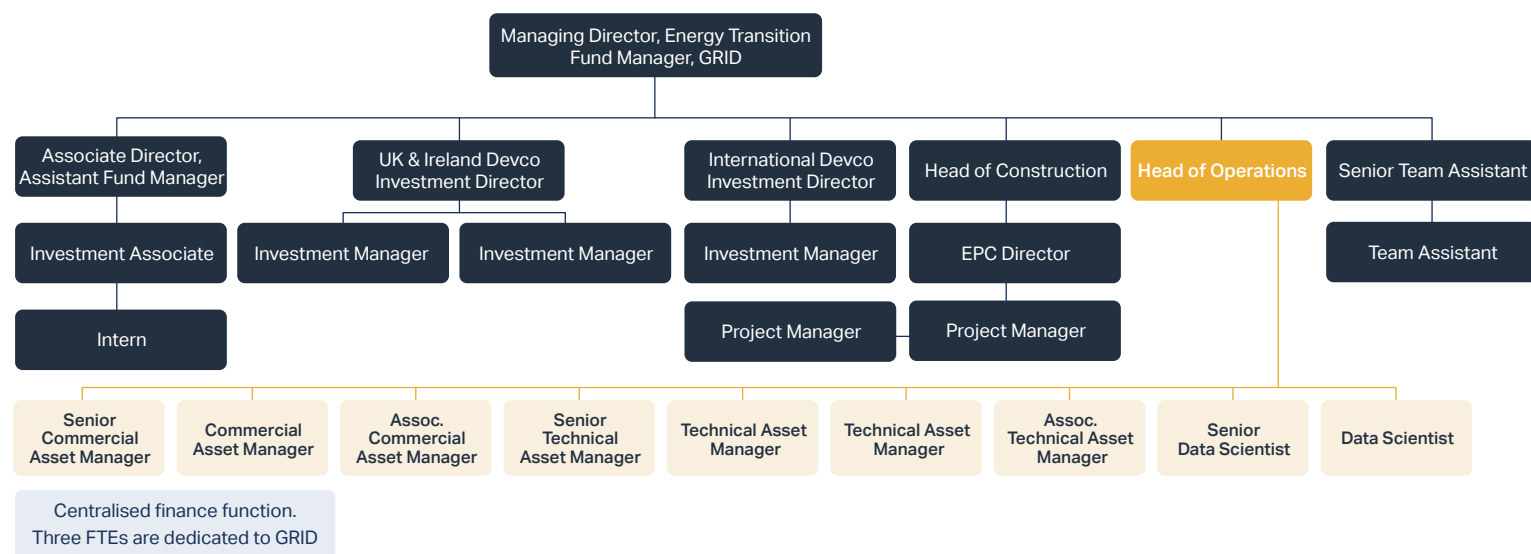 Managing Director, Energy Transition
Fund Manager, GRID
Associate Director,
Assistant Fund Manager
UK & Ireland Devco
Investment Director
International Devco
Investment Director
Head of Construction
Head of Operations
Senior Team Assistant
Investment Associate
Investment Manager
Investment Manager
Investment Manager
EPC Director
Team Assistant
Intern
Project Manager
Project Manager
Senior
Commercial
Asset Manager
Commercial
Asset Manager
Assoc.
Commercial
Asset Manager
Senior
Technical
Asset Manager
Technical Asset
Manager
Technical Asset
Manager
Assoc.
Technical Asset
Manager
Senior
Data Scientist
Data Scientist
Centralised finance function.
Three FTEs are dedicated to GRID